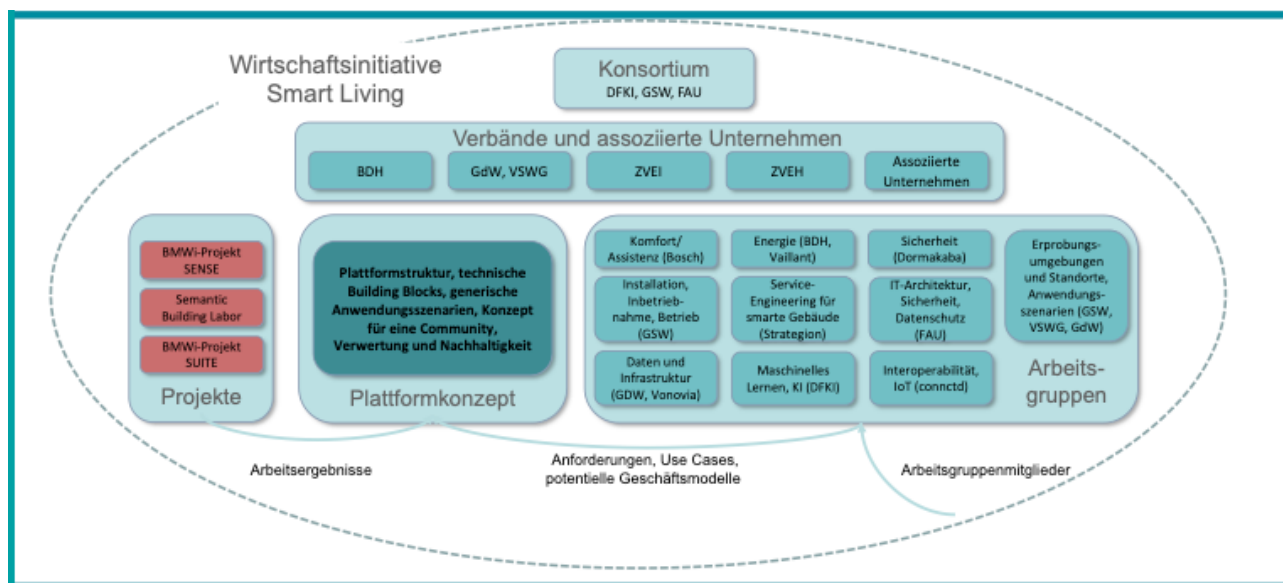 Wirtschaftsinitiative
Smart Living
Konsortium
DFKI, GSW, FAU
Verbände und assoziierte Unternehmen
BDH
GdW, VSWG
ZVEI
ZVEH
Assoziierte
Unternehmen
BMWi-Projekt
SENSE
Semantic
Building Labor
BMWi-Projekt
SUITE
Projekte
Plattformstruktur, technische
Building Blocks, generische
Anwendungsszenarien, Konzept
für eine Community,
Verwertung und Nachhaltigkeit
Plattformkonzept
Komfort/
Assistenz (Bosch)
Energie (BDH,
Vaillant)
Sicherheit
(Dormakaba)
Installation,
Inbetrieb-
nahme, Betrieb
(GSW)
Service-
Engineering für
smarte Gebäude
(Strategion)
IT-Architektur,
Sicherheit,
Datenschutz
(FAU)
Daten und
Infrastruktur
(GDW, Vonovia)
Maschinelles
Lernen, KI (DFKI)
Interoperabilität,
IoT (connctd)
Erprobungs-
umgebungen
und Standorte,
Anwendungs-
szenarien (GSW,
VSWG, GdW)
Arbeits-
gruppen
Arbeitsergebnisse
Anforderungen, Use Cases,
potentielle Geschäftsmodelle
Arbeitsgruppenmitglieder